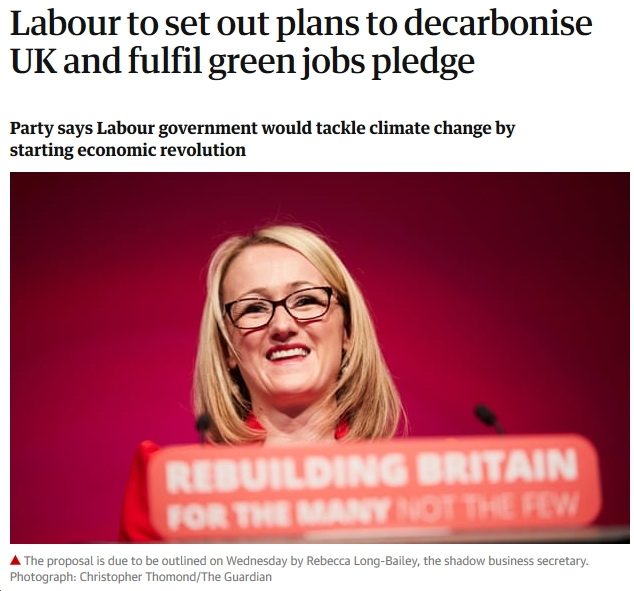 Labour to set out plans to decarbonise
UK and fulfil green jobs pledge
Party says Labour government would tackle climate change by
starting economic revolution
REBUILDING BRITAIN
FOR THE MANY NOT THE FEW
The proposal is due to be outlined on Wednesday by Rebecca Long-Bailey, the shadow business secretary.
Photograph: Christopher Thomond/The Guardian